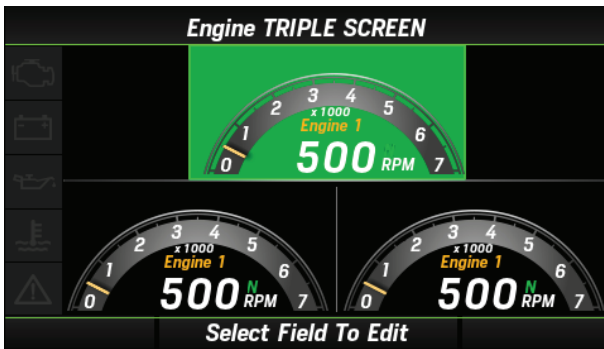 Engine TRIPLE SCREEN
0 1 2 3 4 5 6 7
x 1000
Engine 1
500 N RPM
0 1 2 3 4 5 6 7
x 1000
Engine 1
500 N RPM
0 1 2 3 4 5 6 7
x 1000
Engine 1
500 N RPM
Select Field To Edit